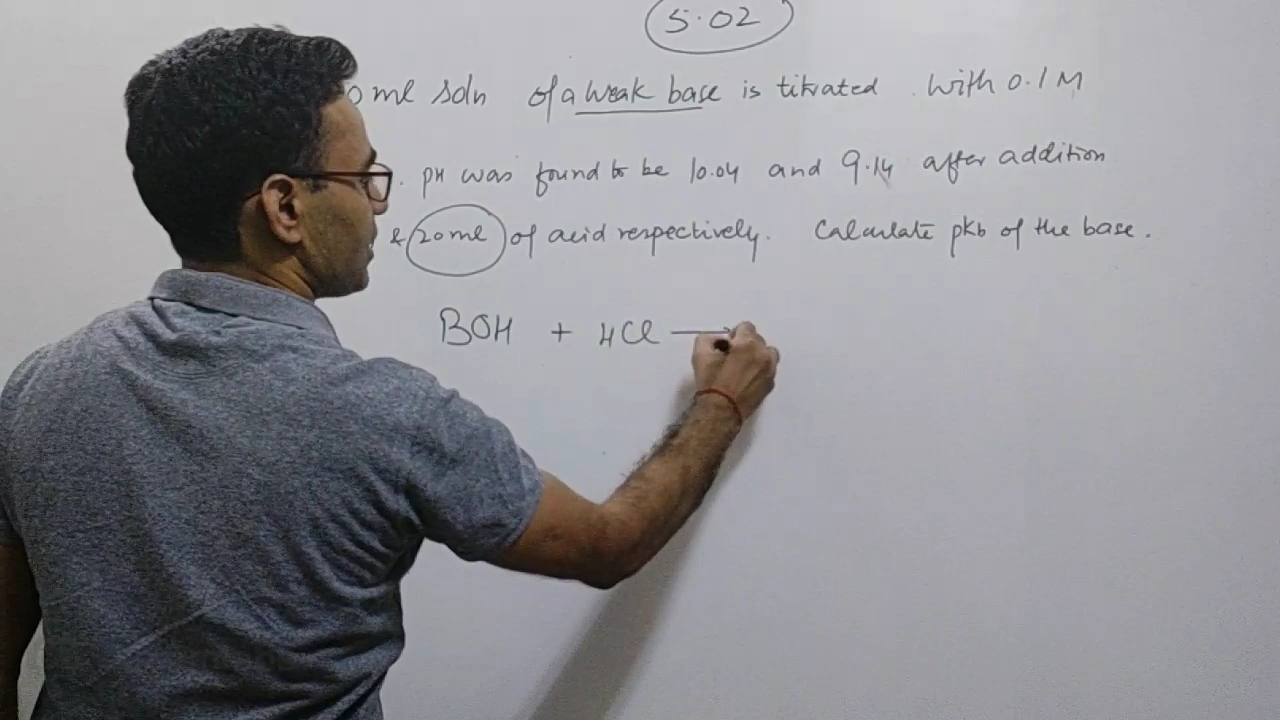 5.02
0 ml soln of a weak base is titrated with 0.1 M
. pH was found to be 10.04 and 9.14 after addition
& 20 ml of acid respectively. Calculate pkb of the base.
BOH + HCl →